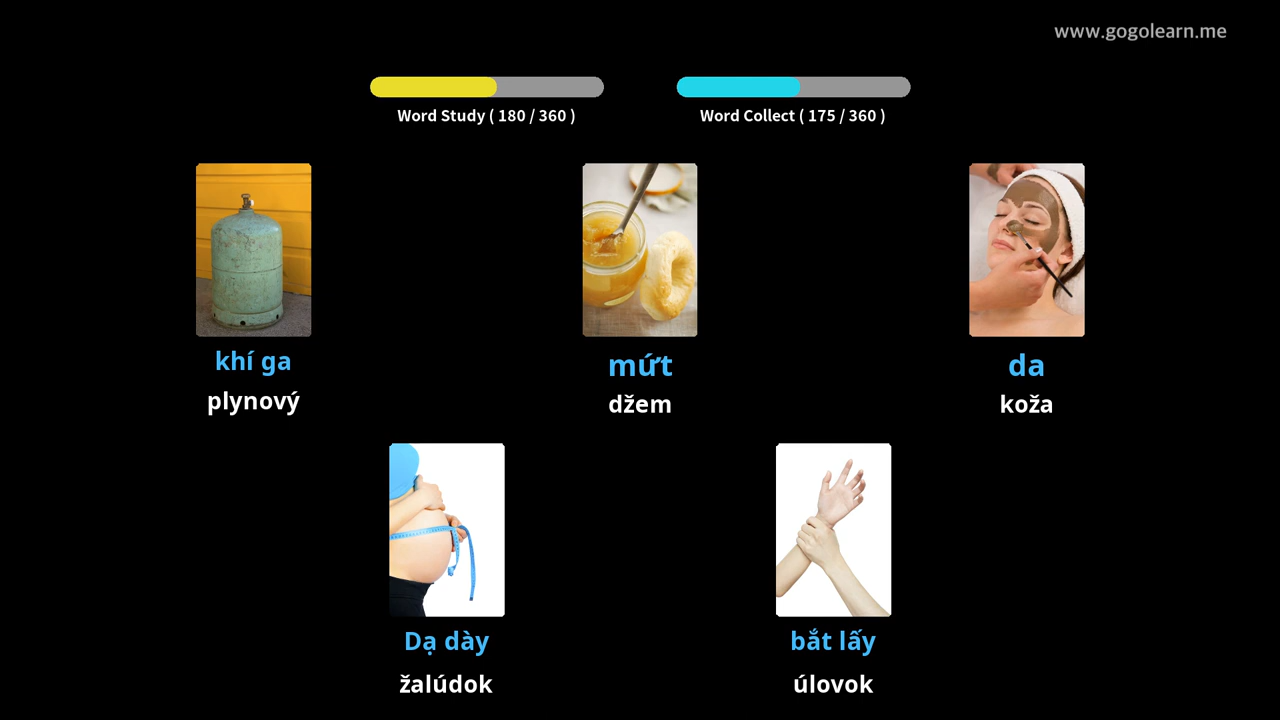 www.gogolearn.me
Word Study ( 180 / 360 )
Word Collect ( 175 / 360 )
khí ga
plynový
mứt
džem
da
koža
Dạ dày
žalúdok
bắt lấy
úlovok